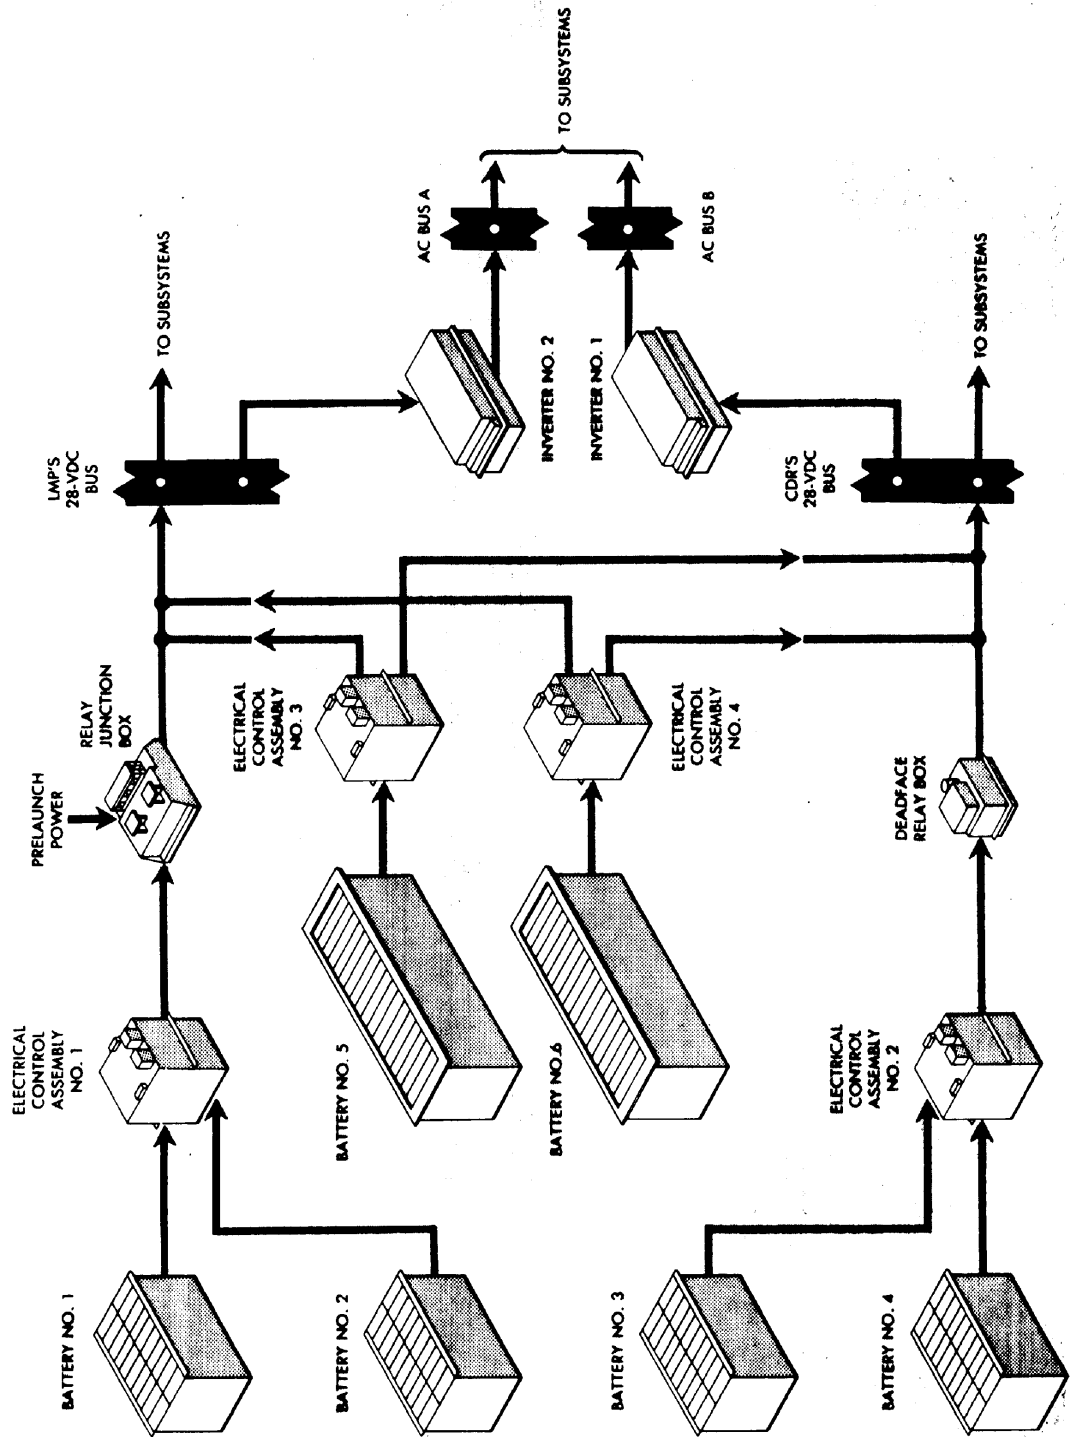 BATTERY NO. 1
BATTERY NO. 2
BATTERY NO. 3
BATTERY NO. 4
ELECTRICAL
CONTROL
ASSEMBLY
NO. 1
BATTERY NO. 5
BATTERY NO.6
ELECTRICAL
CONTROL
ASSEMBLY
NO. 2
PRELAUNCH
POWER
RELAY
JUNCTION
BOX
ELECTRICAL
CONTROL
ASSEMBLY
NO. 3
ELECTRICAL
CONTROL
ASSEMBLY
NO. 4
DEADFACE
RELAY BOX
LMP'S
28-VDC
BUS
CDR'S
28-VDC
BUS
INVERTER NO. 2
INVERTER NO. 1
TO SUBSYSTEMS
AC BUS A
AC BUS B
TO SUBSYSTEMS
TO SUBSYSTEMS